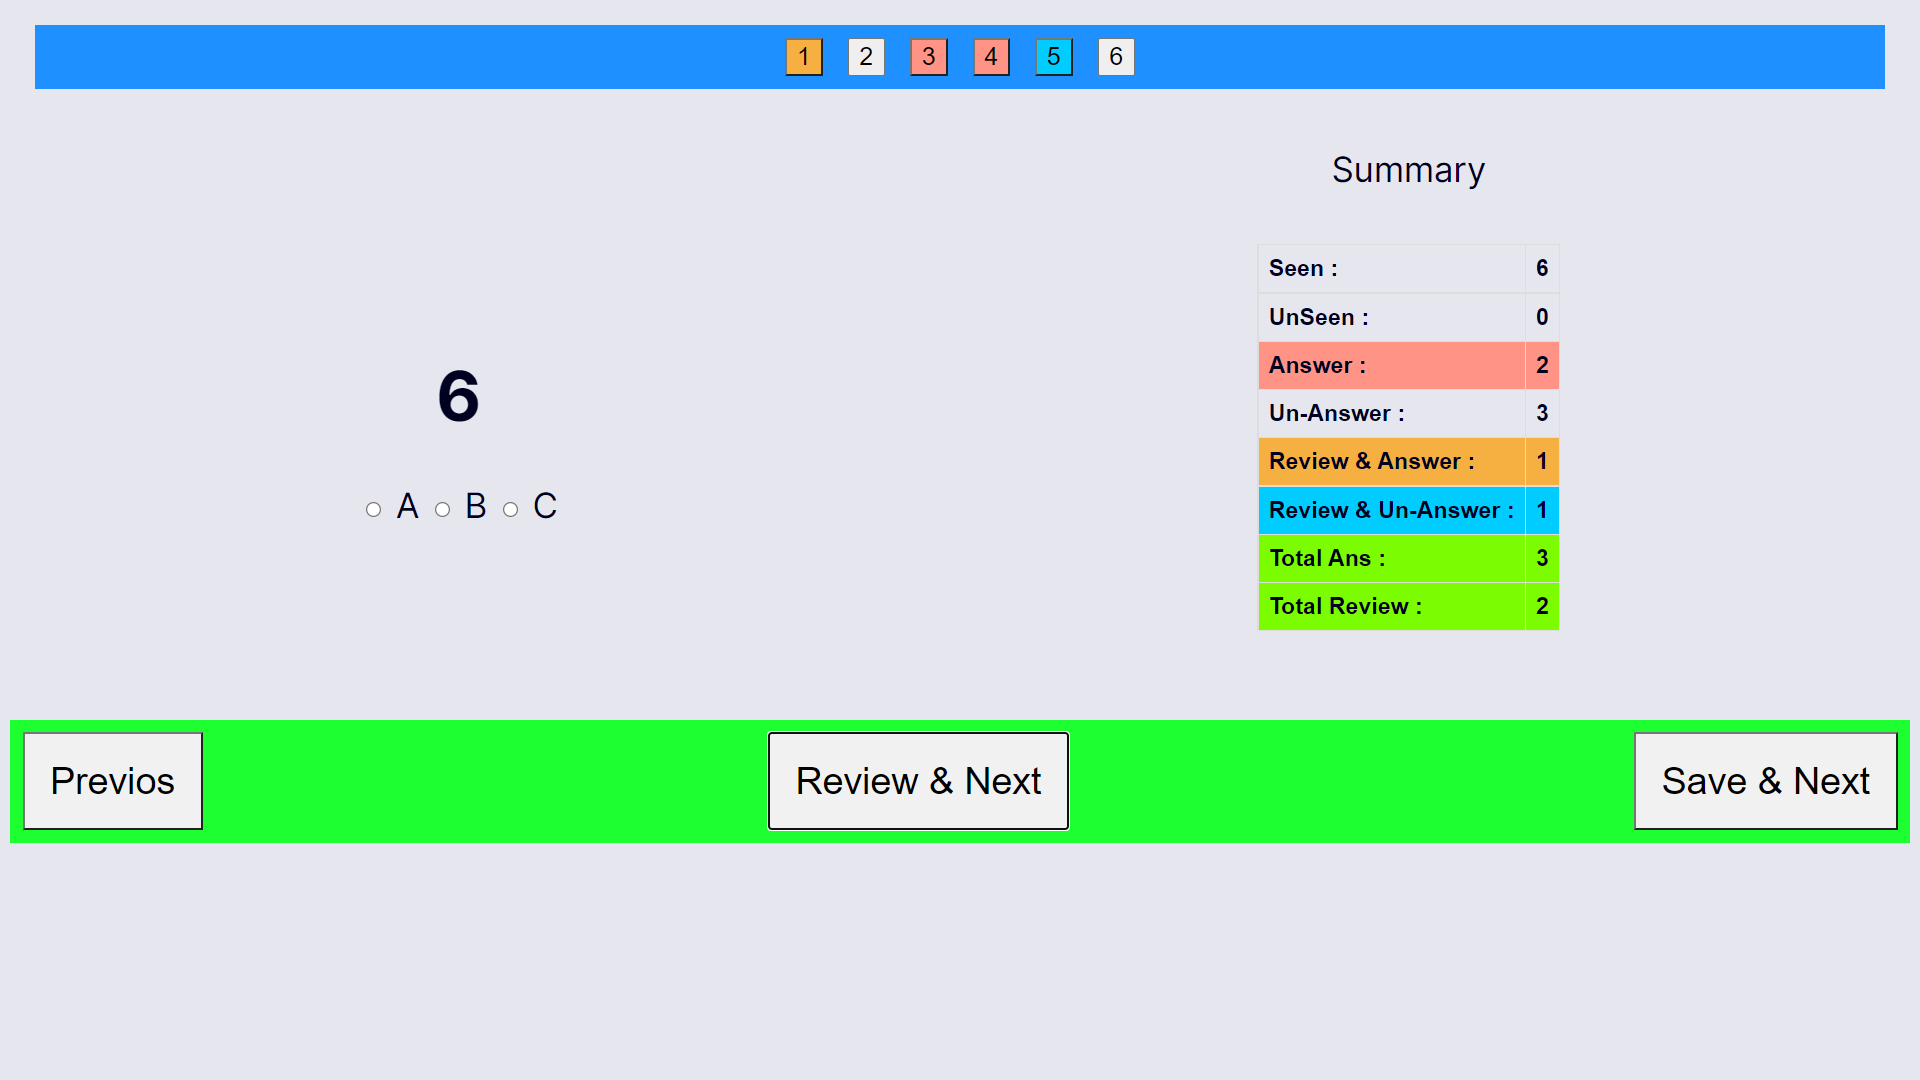 1 2 3 4 5 6
Summary
Seen : 6
UnSeen : 0
Answer : 2
Un-Answer : 3
Review & Answer : 1
Review & Un-Answer : 1
Total Ans : 3
Total Review : 2
6
A B C
Previos Review & Next Save & Next